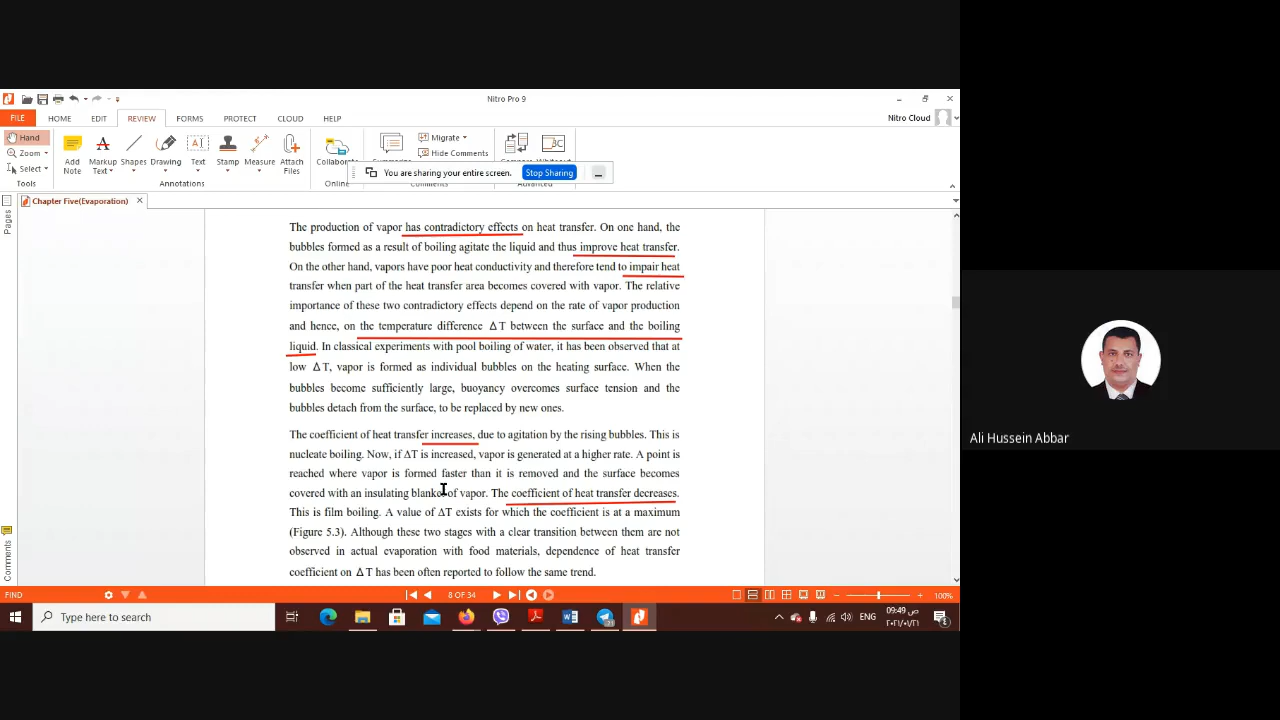 Nitro Pro 9
FILE HOME EDIT REVIEW FORMS PROTECT CLOUD HELP Nitro Cloud
Hand
Zoom
Select
Tools
Add Note
Markup Text
Shapes
Drawing
Text
Stamp
Measure
Attach Files
Annotations
Collaborate
Online
Migrate
Hide Comments
Comments
Advanced
You are sharing your entire screen. Stop Sharing
Pages
Chapter Five(Evaporation)
The production of vapor has contradictory effects on heat transfer. On one hand, the
bubbles formed as a result of boiling agitate the liquid and thus improve heat transfer.
On the other hand, vapors have poor heat conductivity and therefore tend to impair heat
transfer when part of the heat transfer area becomes covered with vapor. The relative
importance of these two contradictory effects depend on the rate of vapor production
and hence, on the temperature difference ΔT between the surface and the boiling
liquid. In classical experiments with pool boiling of water, it has been observed that at
low ΔT, vapor is formed as individual bubbles on the heating surface. When the
bubbles become sufficiently large, buoyancy overcomes surface tension and the
bubbles detach from the surface, to be replaced by new ones.
The coefficient of heat transfer increases, due to agitation by the rising bubbles. This is
nucleate boiling. Now, if ΔT is increased, vapor is generated at a higher rate. A point is
reached where vapor is formed faster than it is removed and the surface becomes
covered with an insulating blanket of vapor. The coefficient of heat transfer decreases.
This is film boiling. A value of ΔT exists for which the coefficient is at a maximum
(Figure 5.3). Although these two stages with a clear transition between them are not
observed in actual evaporation with food materials, dependence of heat transfer
coefficient on ΔT has been often reported to follow the same trend.
Comments
FIND 8 OF 34 100%
Type here to search
ENG
09:49 ص
Ali Hussein Abbar